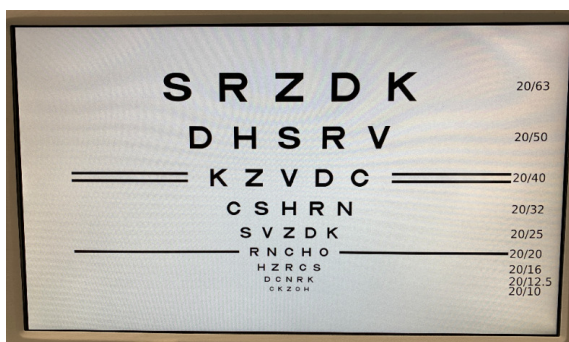 S R Z D K 20/63
D H S R V 20/50
K Z V D C 20/40
C S H R N 20/32
S V Z D K 20/25
R N C H O 20/20
H Z R C S 20/16
D C N R K 20/12.5
C K Z O H 20/10